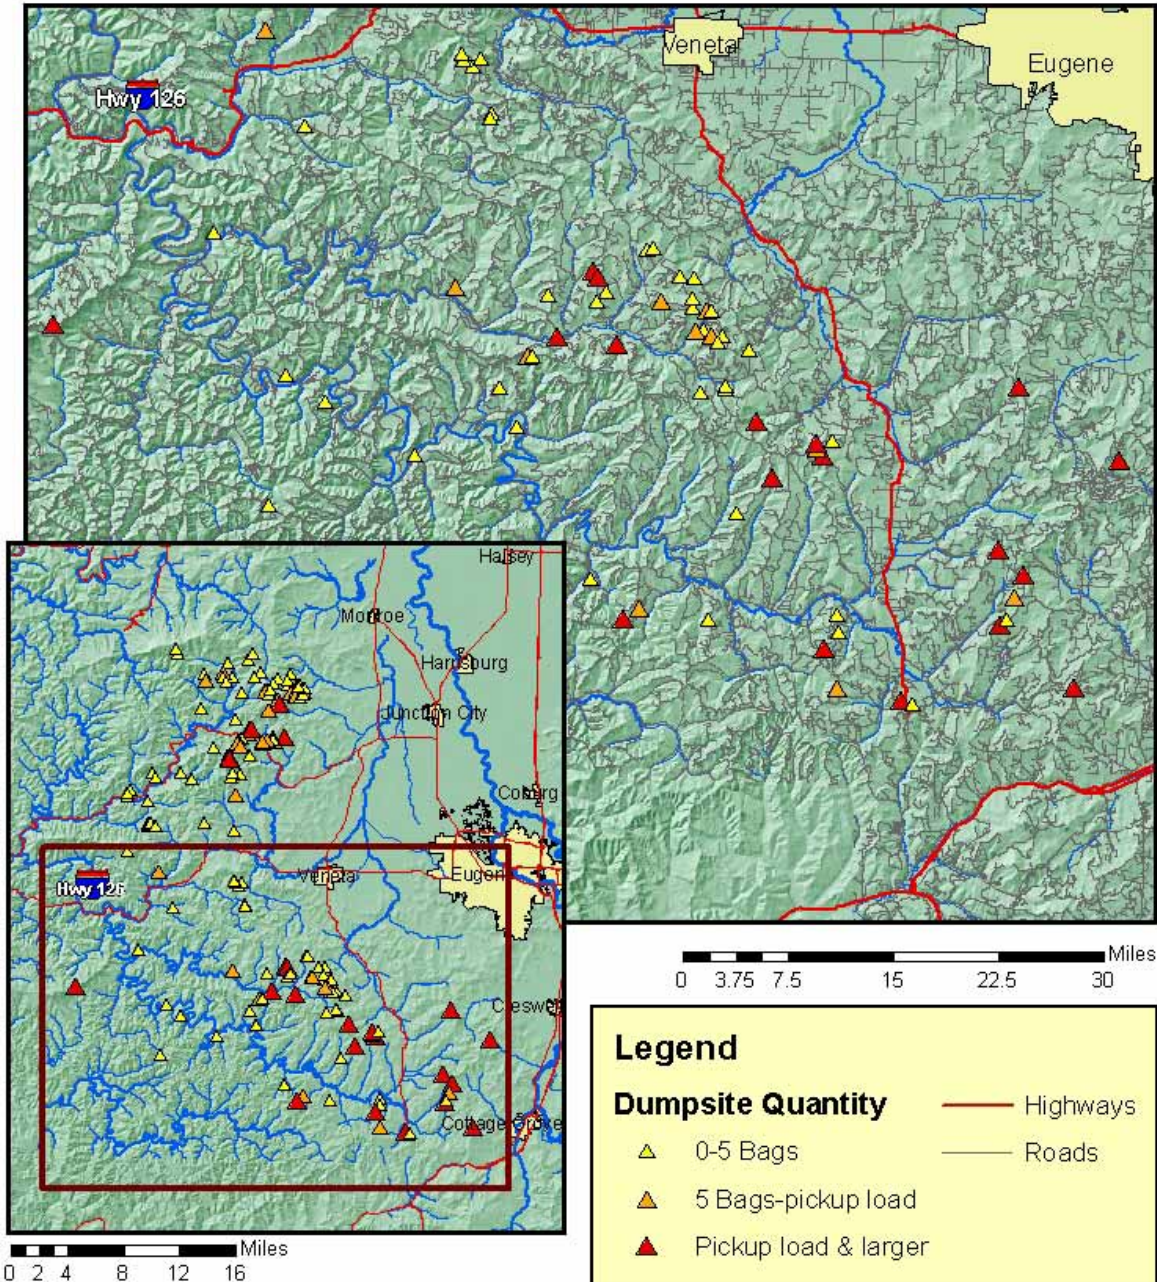 Veneta
Eugene
Hwy 126
Halsey
Monroe
Harrisburg
Junction City
Coburg
Veneta
Eugene
Hwy 126
Creswell
Cottage Grove
Miles
0 3.75 7.5 15 22.5 30
Legend
Dumpsite Quantity
Highways
0-5 Bags
Roads
5 Bags-pickup load
Pickup load & larger
Miles
0 2 4 8 12 16